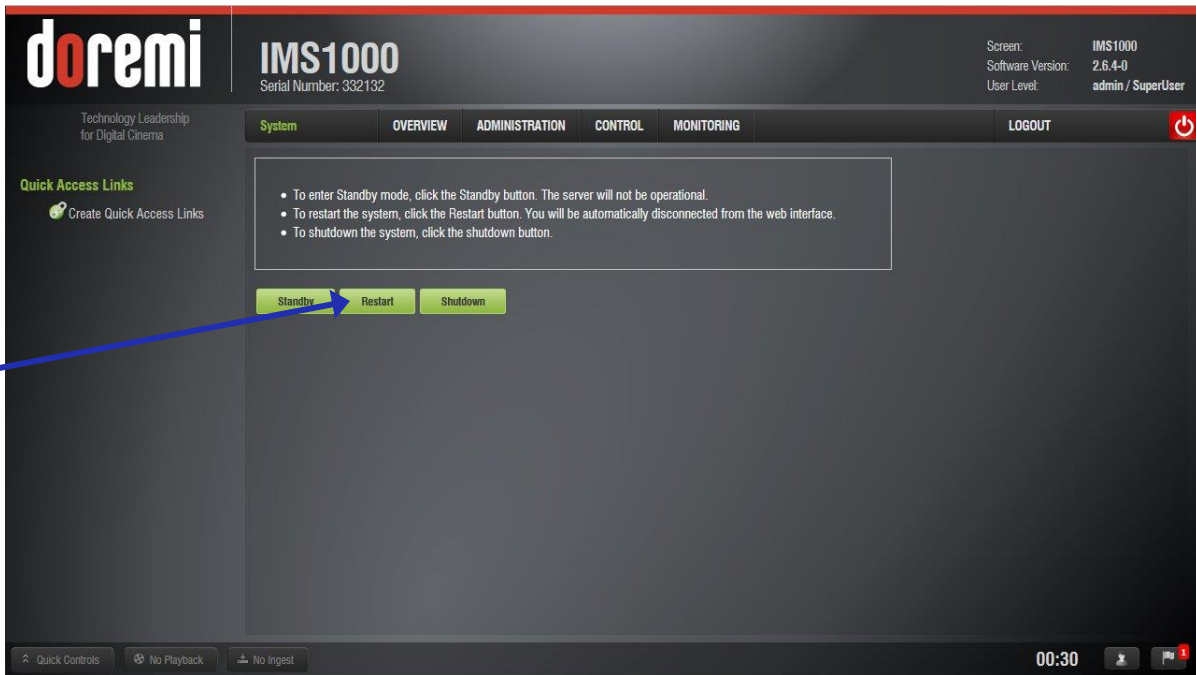 doremi
Technology Leadership
for Digital Cinema
IMS1000
Serial Number: 332132
Screen: IMS1000
Software Version: 2.6.4-0
User Level: admin / SuperUser
System OVERVIEW ADMINISTRATION CONTROL MONITORING LOGOUT
Quick Access Links
Create Quick Access Links
• To enter Standby mode, click the Standby button. The server will not be operational.
• To restart the system, click the Restart button. You will be automatically disconnected from the web interface.
• To shutdown the system, click the shutdown button.
Standby Restart Shutdown
Quick Controls No Playback No Ingest 00:30 1